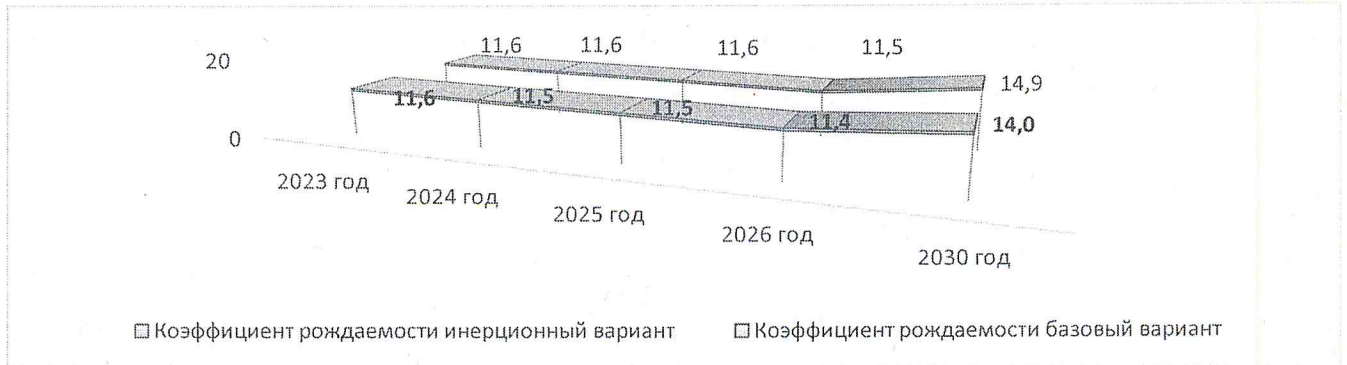 11,6 11,6 11,6 11,5
20
14,9
11,6 11,5 11,5 11,4 14,0
0
2023 год
2024 год
2025 год
2026 год
2030 год
Коэффициент рождаемости инерционный вариант Коэффициент рождаемости базовый вариант